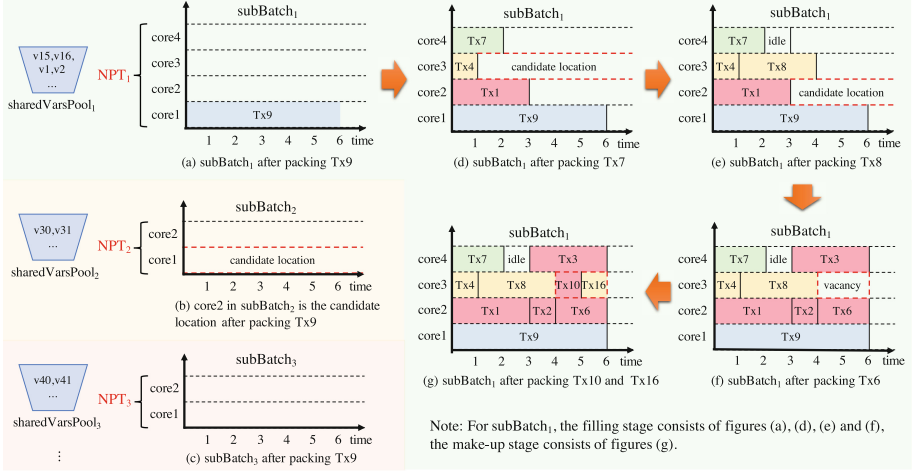 subBatch1
v15,v16,
v1,v2
...
sharedVarsPool1
NPT1
core4
core3
core2
core1
Tx9
1 2 3 4 5 6 time
(a) subBatch1 after packing Tx9
subBatch1
core4 Tx7
core3 Tx4 candidate location
core2 Tx1
core1 Tx9
1 2 3 4 5 6 time
(d) subBatch1 after packing Tx7
subBatch1
core4 Tx7 idle
core3 Tx4 Tx8
core2 Tx1 candidate location
core1 Tx9
1 2 3 4 5 6 time
(e) subBatch1 after packing Tx8
v30,v31
...
sharedVarsPool2
NPT2
subBatch2
core2
core1 candidate location
1 2 3 4 5 6 time
(b) core2 in subBatch2 is the candidate
location after packing Tx9
subBatch1
core4 Tx7 idle Tx3
core3 Tx4 Tx8 Tx10 Tx16
core2 Tx1 Tx2 Tx6
core1 Tx9
1 2 3 4 5 6 time
(g) subBatch1 after packing Tx10 and Tx16
subBatch1
core4 Tx7 idle Tx3
core3 Tx4 Tx8 vacancy
core2 Tx1 Tx2 Tx6
core1 Tx9
1 2 3 4 5 6 time
(f) subBatch1 after packing Tx6
v40,v41
...
sharedVarsPool3
⋮
NPT3
subBatch3
core2
core1
1 2 3 4 5 6 time
(c) subBatch3 after packing Tx9
Note: For subBatch1, the filling stage consists of figures (a), (d), (e) and (f),
the make-up stage consists of figures (g).